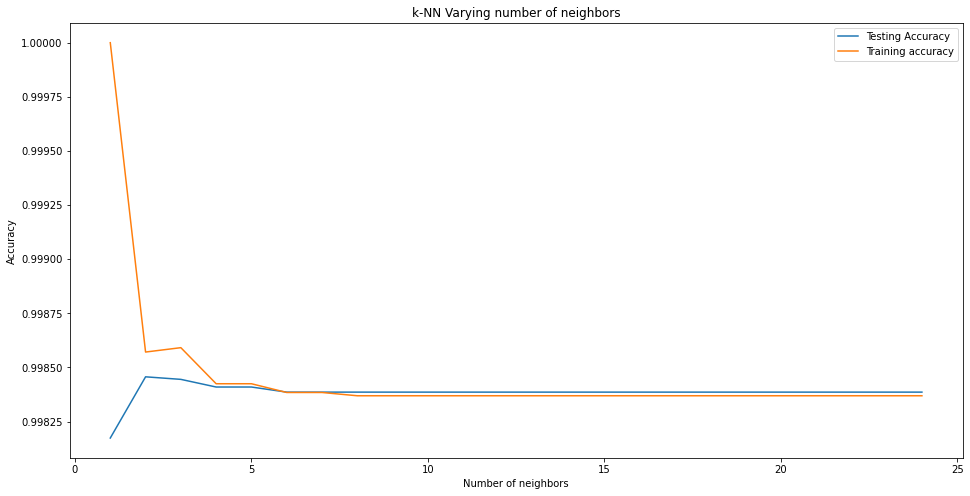 k-NN Varying number of neighbors
Testing Accuracy
Training accuracy
1.00000
0.99975
0.99950
0.99925
0.99900
0.99875
0.99850
0.99825
Accuracy
0 5 10 15 20 25
Number of neighbors